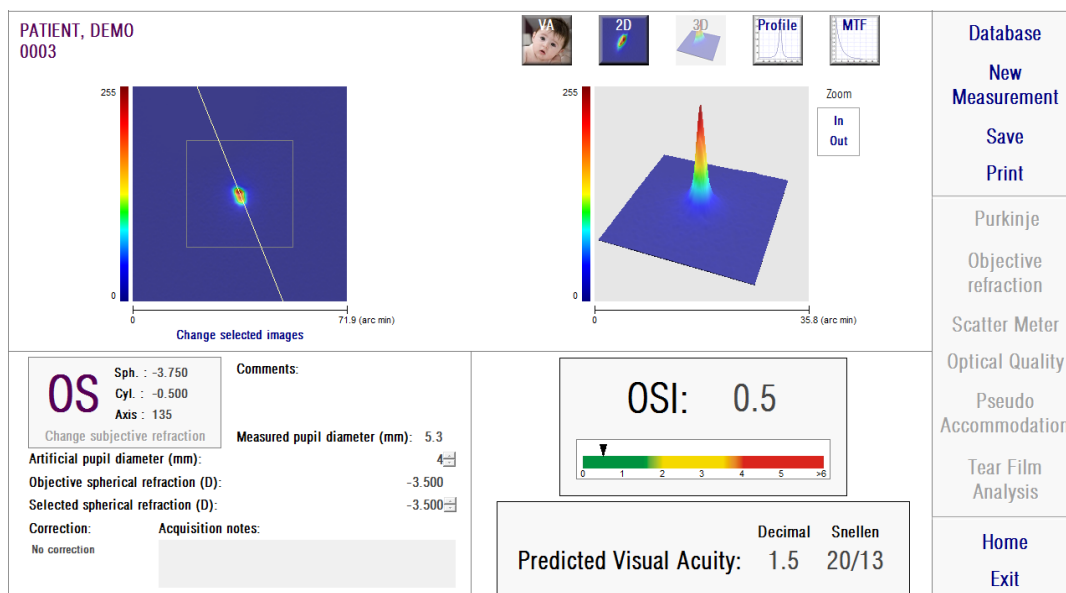 PATIENT, DEMO
0003
VA
2D
3D
Profile
MTF
255
0
0
71.9 (arc min)
Change selected images
255
0
0
35.8 (arc min)
Zoom
In
Out
OS
Sph. : -3.750
Cyl. : -0.500
Axis : 135
Change subjective refraction
Comments:
Measured pupil diameter (mm): 5.3
Artificial pupil diameter (mm): 4
Objective spherical refraction (D): -3.500
Selected spherical refraction (D): -3.500
Correction:
No correction
Acquisition notes:
OSI: 0.5
0 1 2 3 4 5 >6
Decimal Snellen
Predicted Visual Acuity: 1.5 20/13
Database
New
Measurement
Save
Print
Purkinje
Objective
refraction
Scatter Meter
Optical Quality
Pseudo
Accommodation
Tear Film
Analysis
Home
Exit